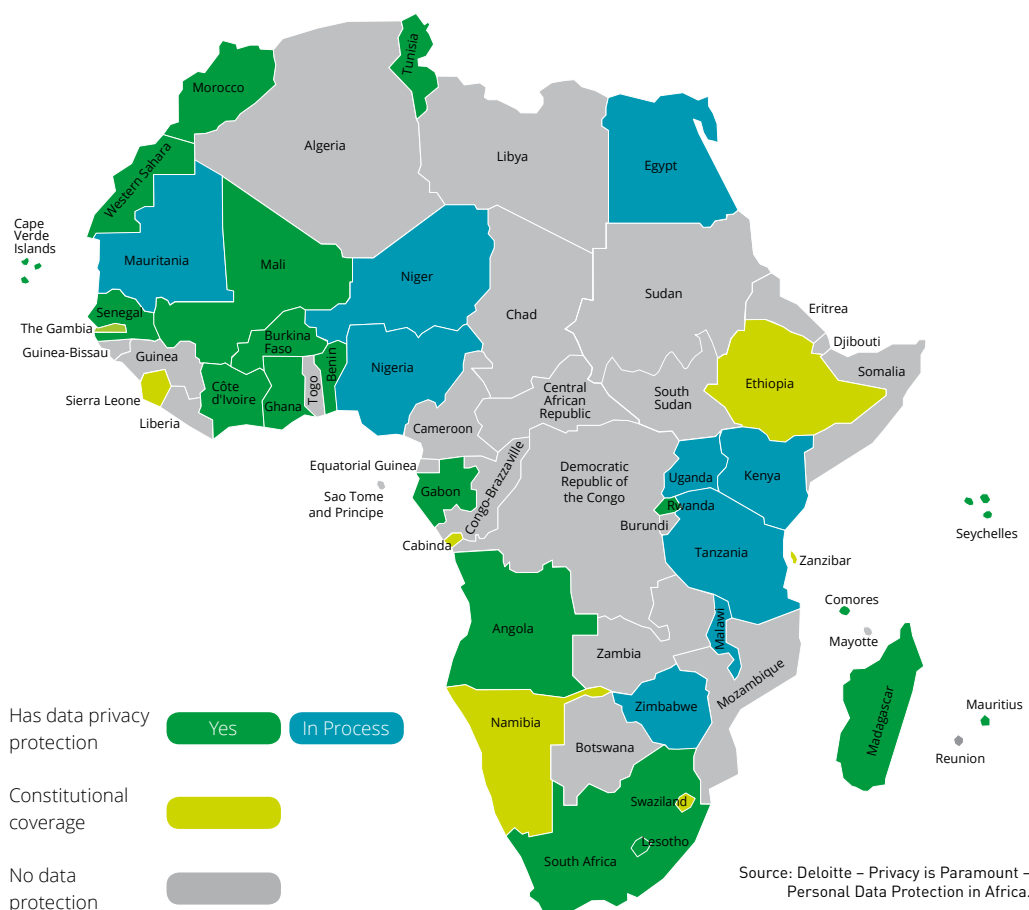 Tunisia
Morocco
Algeria
Libya
Egypt
Western Sahara
Cape
Verde
Islands
Mauritania
Mali
Niger
Chad
Sudan
Eritrea
Senegal
The Gambia
Djibouti
Guinea-Bissau
Guinea
Burkina
Faso
Benin
Nigeria
Somalia
Ethiopia
Togo
Côte
d'Ivoire
Ghana
Sierra Leone
Liberia
Central
African
Republic
South
Sudan
Cameroon
Equatorial Guinea
Sao Tome
and Principe
Gabon
Congo-Brazzaville
Democratic
Republic of
the Congo
Uganda
Kenya
Rwanda
Burundi
Seychelles
Cabinda
Tanzania
Zanzibar
Comores
Mayotte
Angola
Malawi
Zambia
Mozambique
Madagascar
Mauritius
Reunion
Namibia
Zimbabwe
Botswana
Swaziland
Lesotho
South Africa
Has data privacy
protection
Yes
In Process
Constitutional
coverage
No data
protection
Source: Deloitte – Privacy is Paramount –
Personal Data Protection in Africa.